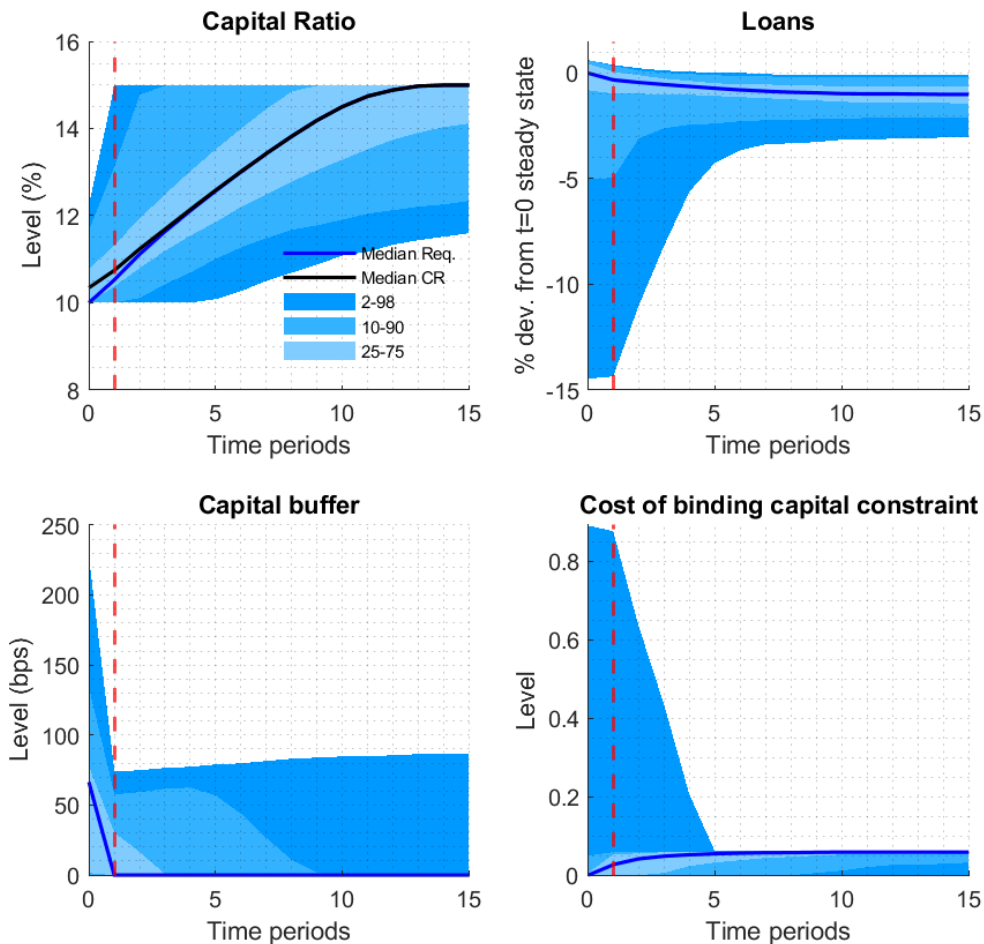 Capital Ratio
Level (%)
16
14
12
10
8
0
5
10
15
Time periods
Median Req.
Median CR
2-98
10-90
25-75
Loans
% dev. from t=0 steady state
0
-5
-10
-15
0
5
10
15
Time periods
Capital buffer
Level (bps)
250
200
150
100
50
0
0
5
10
15
Time periods
Cost of binding capital constraint
Level
0.8
0.6
0.4
0.2
0
0
5
10
15
Time periods